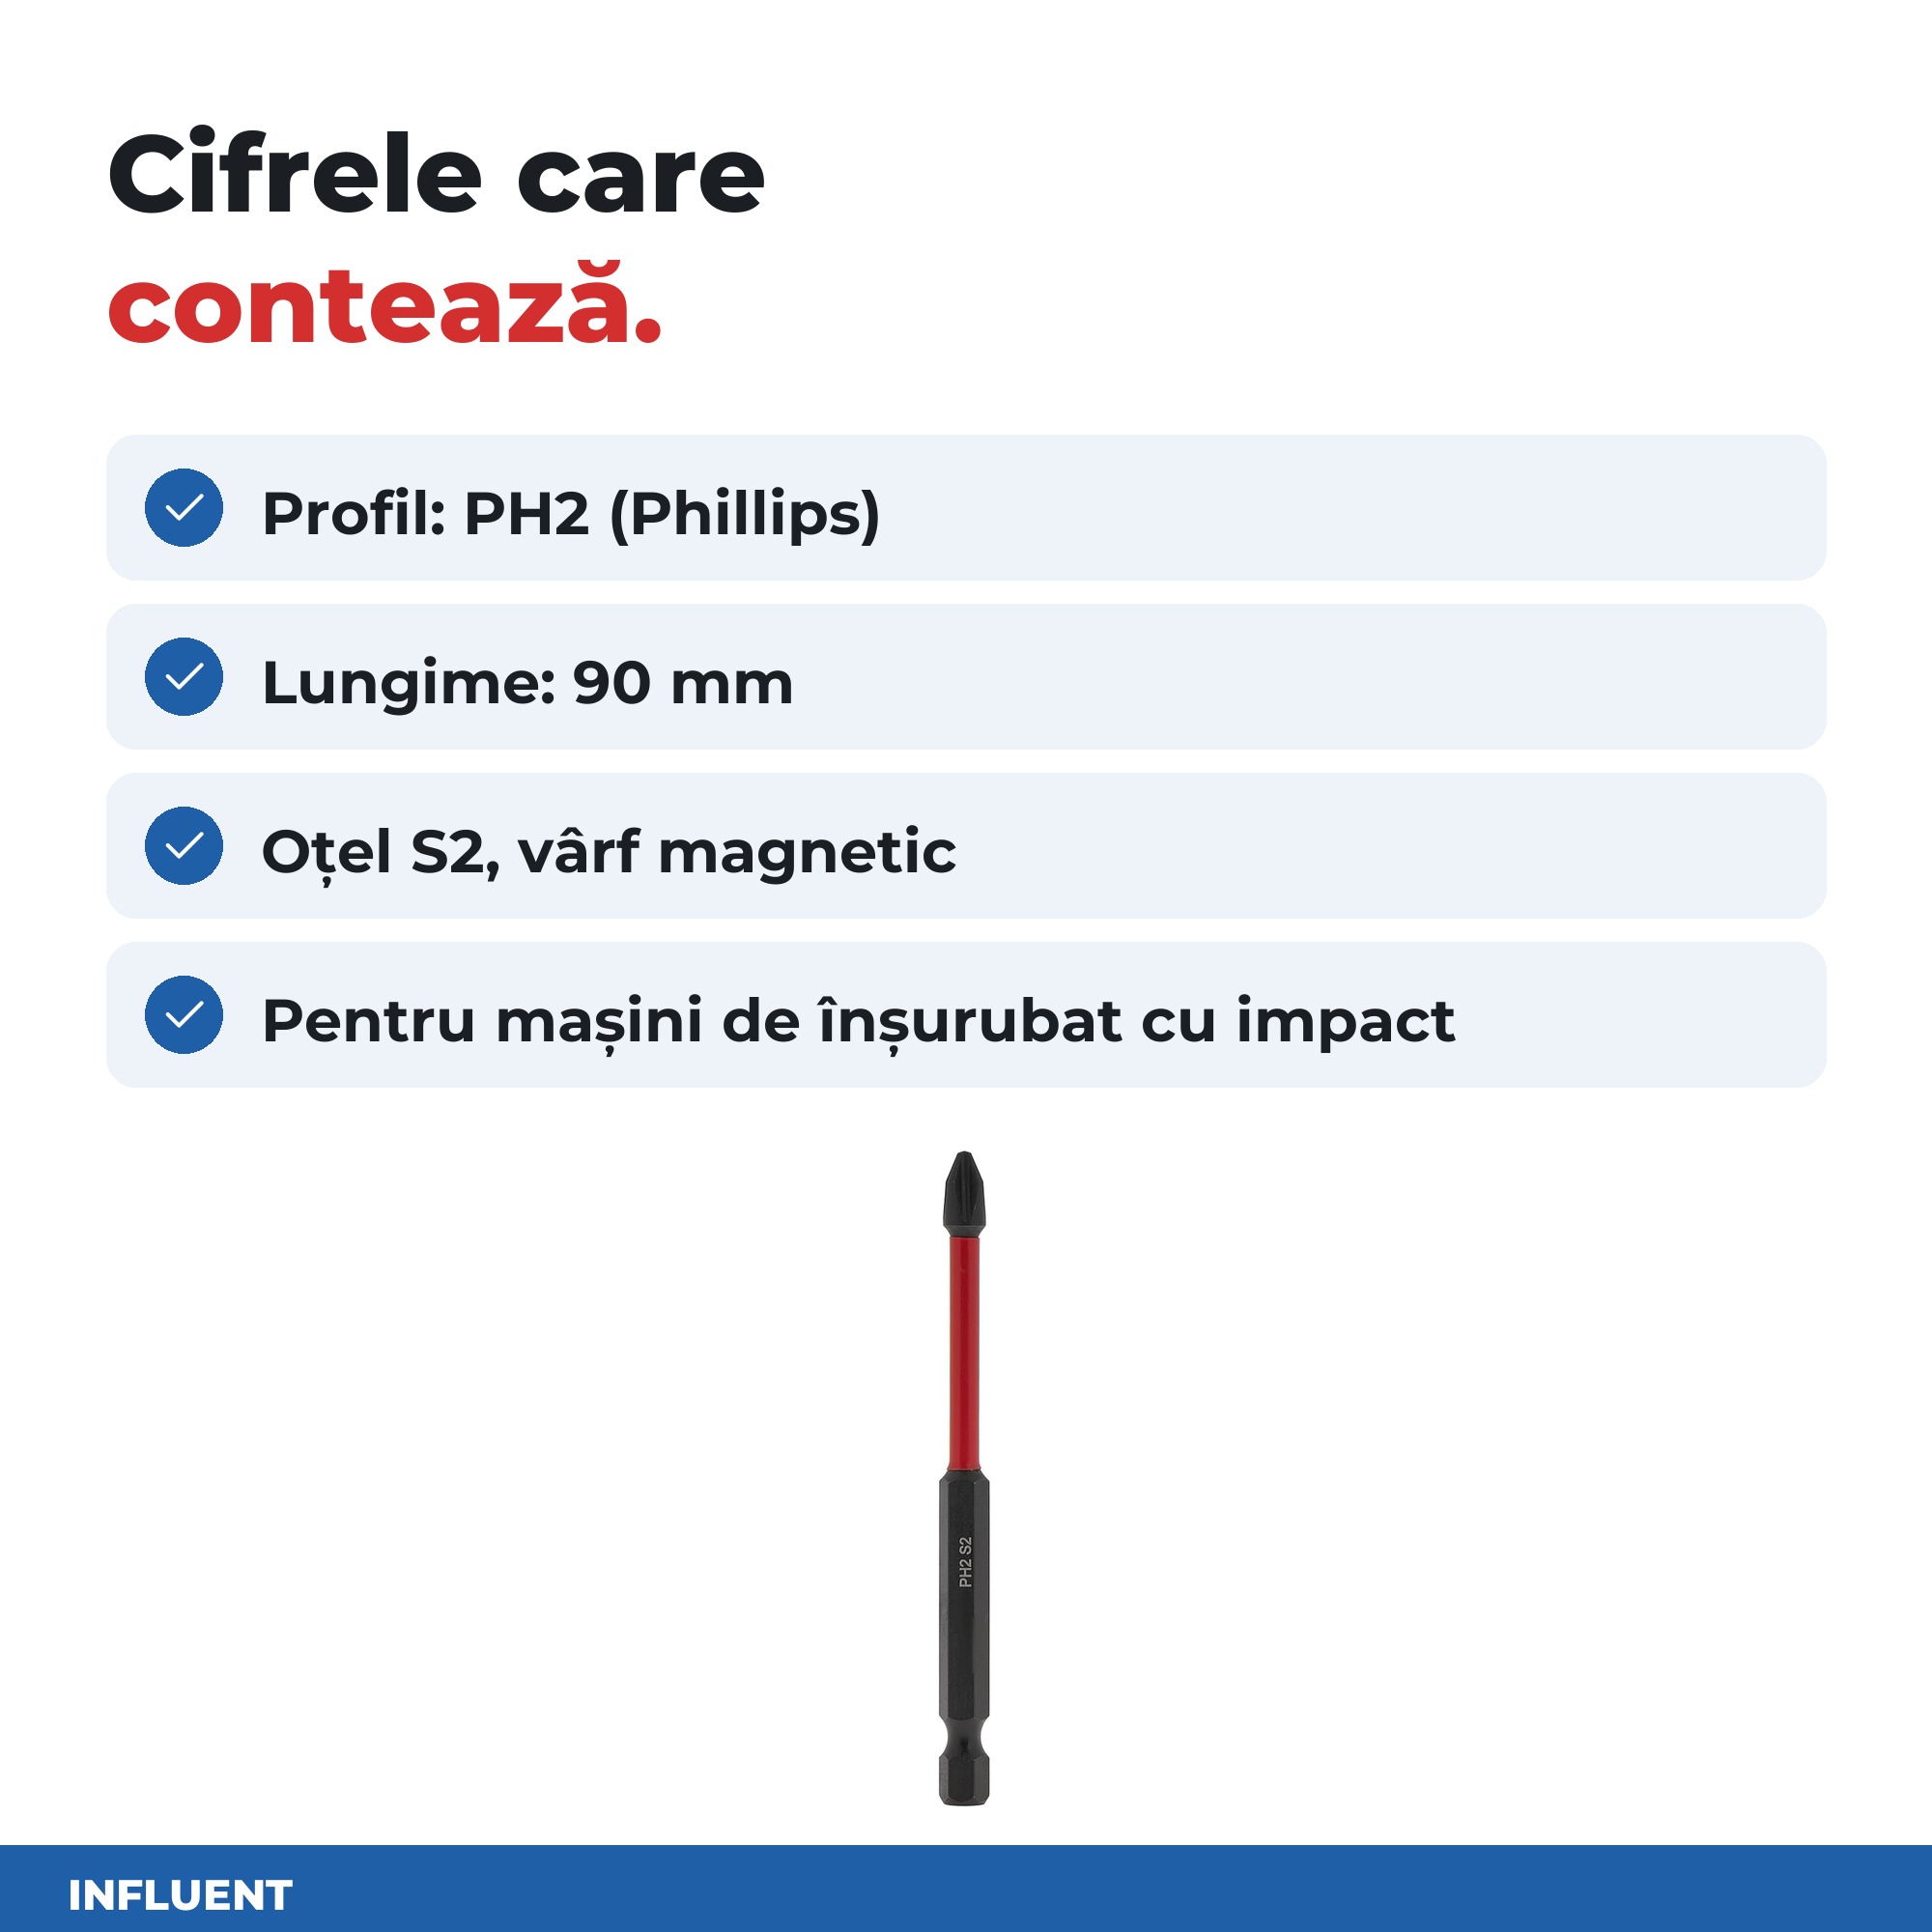 Cifrele care
contează.
Profil: PH2 (Phillips)
Lungime: 90 mm
Oțel S2, vârf magnetic
Pentru mașini de înșurubat cu impact
PH2 S2
INFLUENT